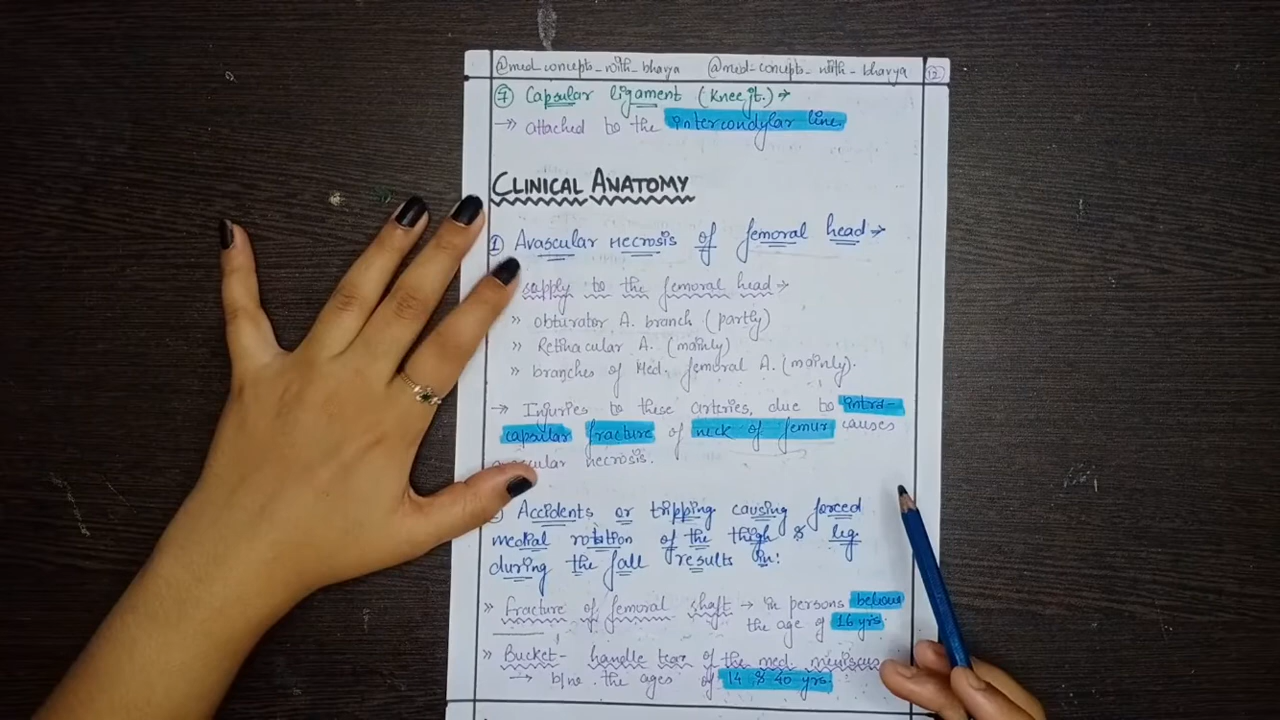 @med_concepts_with_bhavya @med_concepts_with_bhavya 13
⑦ Capsular ligament (Knee jt.) →
→» attached to the intercondylar line.
CLINICAL ANATOMY
① Avascular necrosis of femoral head →
supply to the femoral head →
» obturator A. branch (partly)
» Retinacular A. (mainly)
» branches of Med. femoral A. (mainly).
→» Injuries to these arteries, due to intra-
capsular fracture of neck of femur causes
necrosis.
Accidents or tripping causing forced
medial rotation of the thigh & leg
during the fall results in:
» Fracture of femoral shaft → in persons below
the age of 16 yrs.
» Bucket-handle tear of the med. meniscus
→ b/w. the ages of 14 & 40 yrs.